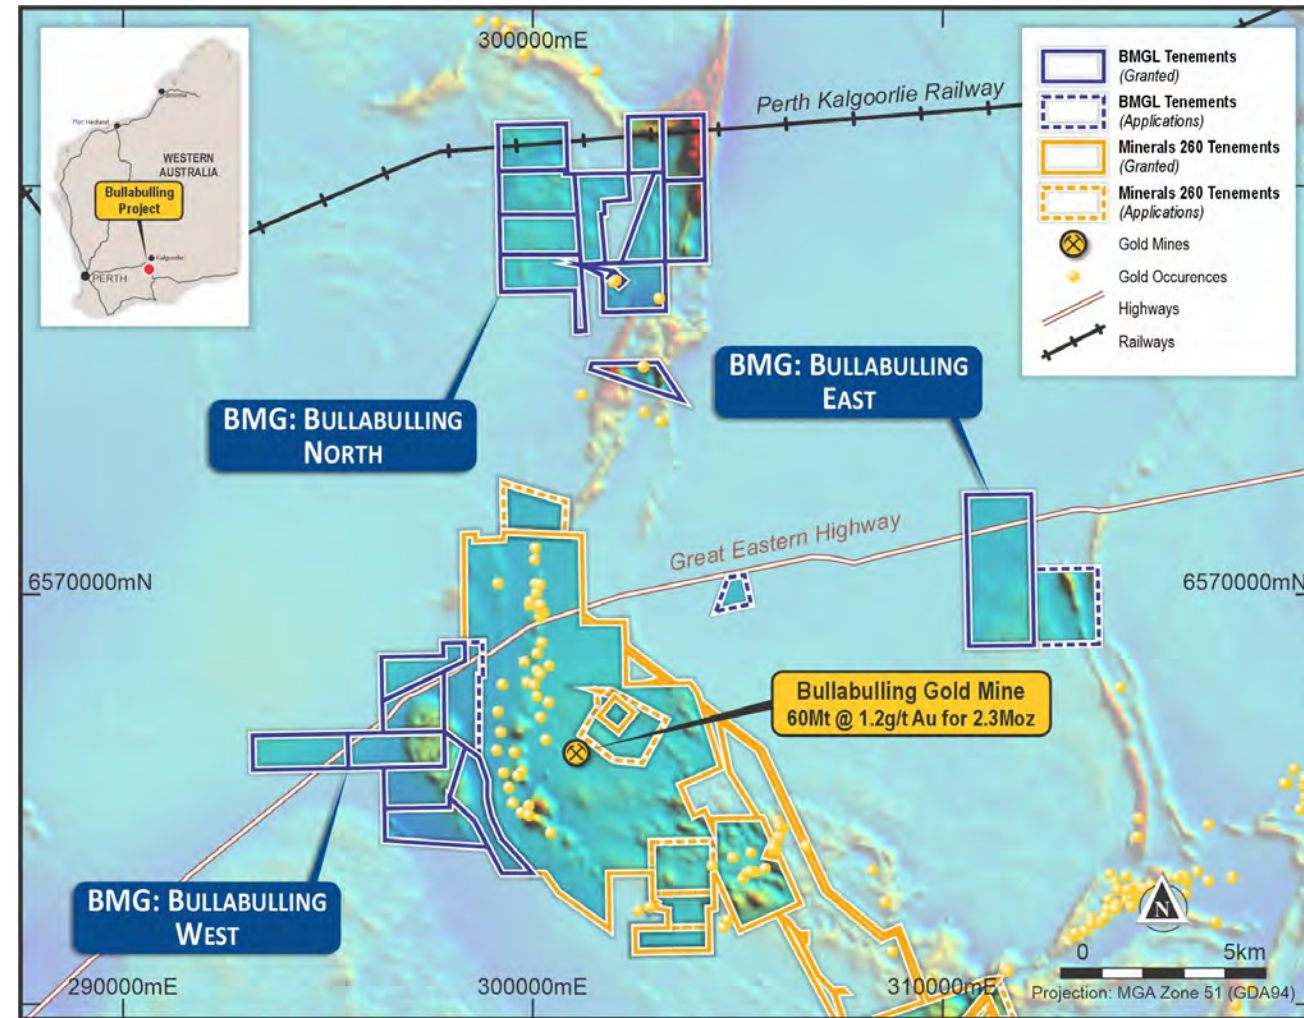 300000mE
Perth Kalgoorlie Railway
WESTERN
AUSTRALIA
Port Hedland
Bullabulling
Project
Kalgoorlie
PERTH
BMGL Tenements
(Granted)
BMGL Tenements
(Applications)
Minerals 260 Tenements
(Granted)
Minerals 260 Tenements
(Applications)
Gold Mines
Gold Occurences
Highways
Railways
BMG: BULLABULLING
NORTH
BMG: BULLABULLING
EAST
Great Eastern Highway
6570000mN
6570000mN
Bullabulling Gold Mine
60Mt @ 1.2g/t Au for 2.3Moz
BMG: BULLABULLING
WEST
N
0 5km
290000mE
300000mE
310000mE
Projection: MGA Zone 51 (GDA94)